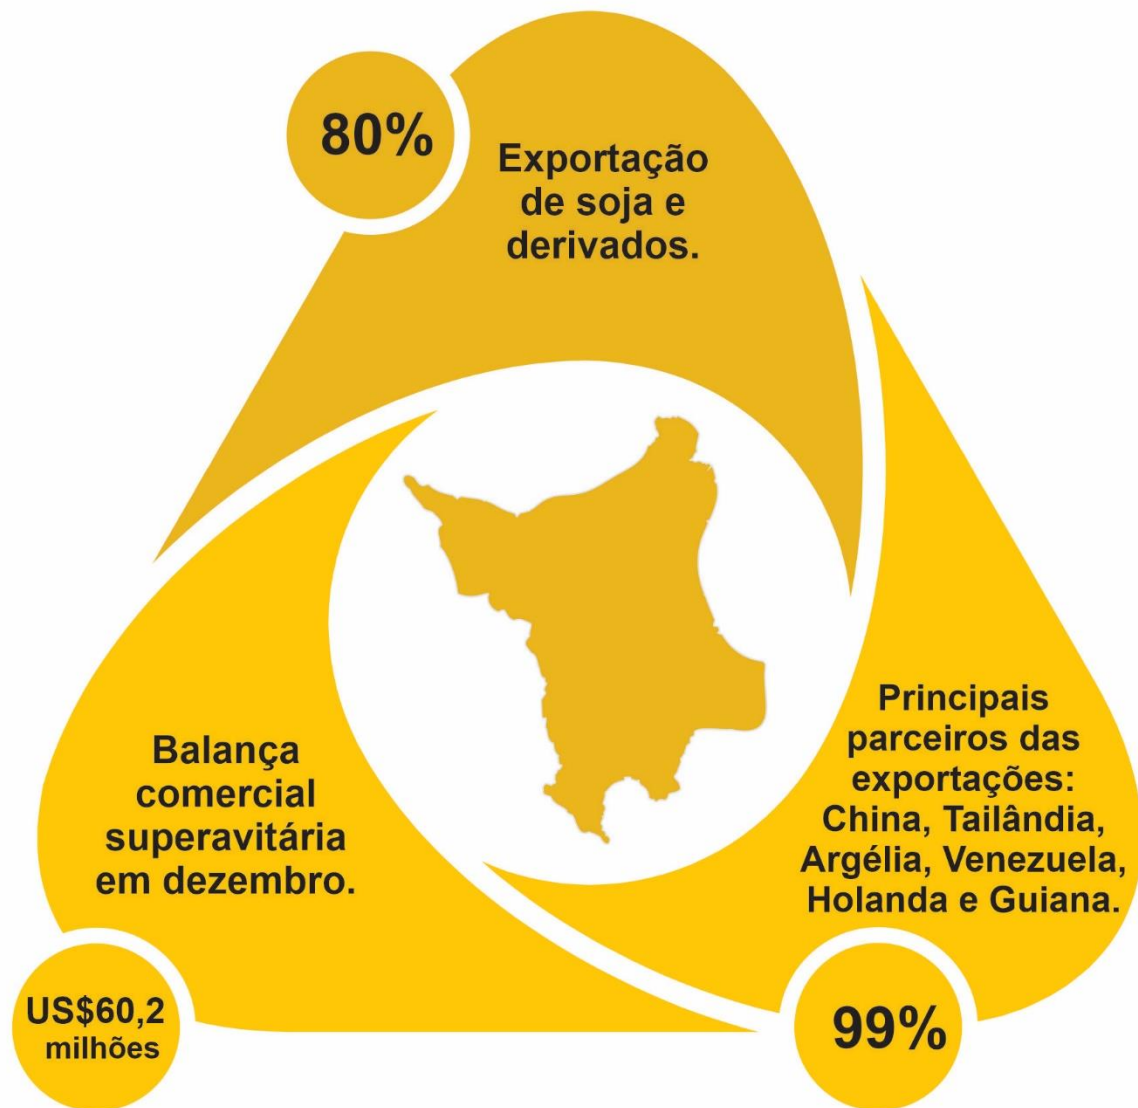 80%
Exportação
de soja e
derivados.
Balança
comercial
superavitária
em dezembro.
US$60,2
milhões
Principais
parceiros das
exportações:
China, Tailândia,
Argélia, Venezuela,
Holanda e Guiana.
99%